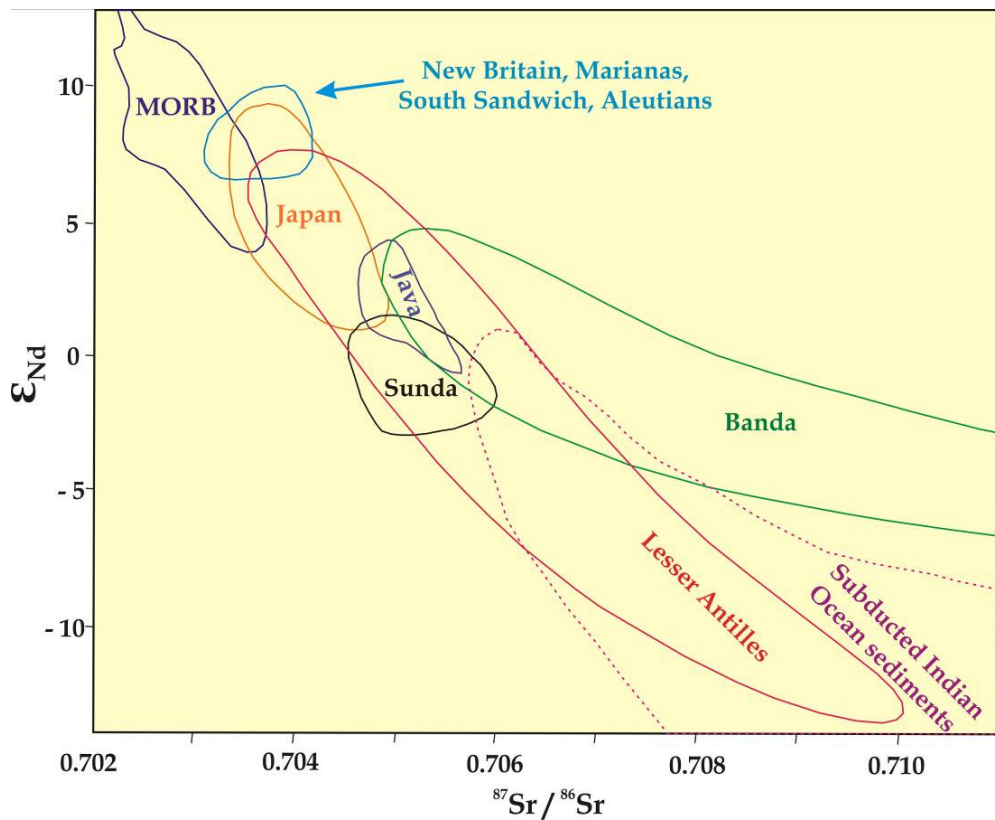 New Britain, Marianas,
South Sandwich, Aleutians
10
MORB
5
Japan
Java
0
Sunda
εNd
Banda
- 5
Lesser Antilles
Subducted Indian
Ocean sediments
- 10
0.702
0.704
0.706
0.708
0.710
87Sr / 86Sr